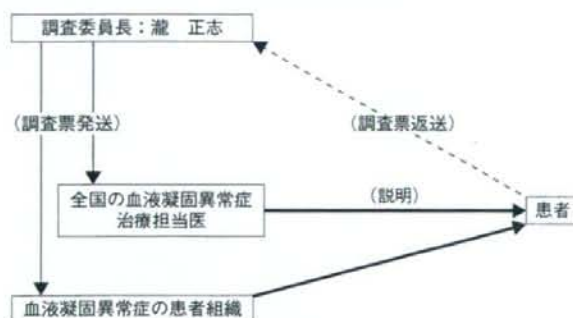 調査委員長：瀧　正志
（調査票発送）
（調査票返送）
全国の血液凝固異常症
治療担当医
（説明）
患者
血液凝固異常症の患者組織